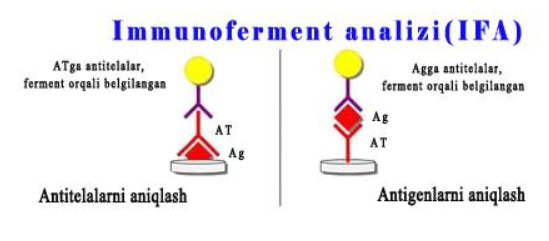 Immunoferment analizi(IFA)
ATga antitelalar,
ferment orqali belgilangan
AT
Ag
Antitelalarni aniqlash
Agga antitelalar,
ferment orqali belgilangan
Ag
AT
Antigenlarni aniqlash